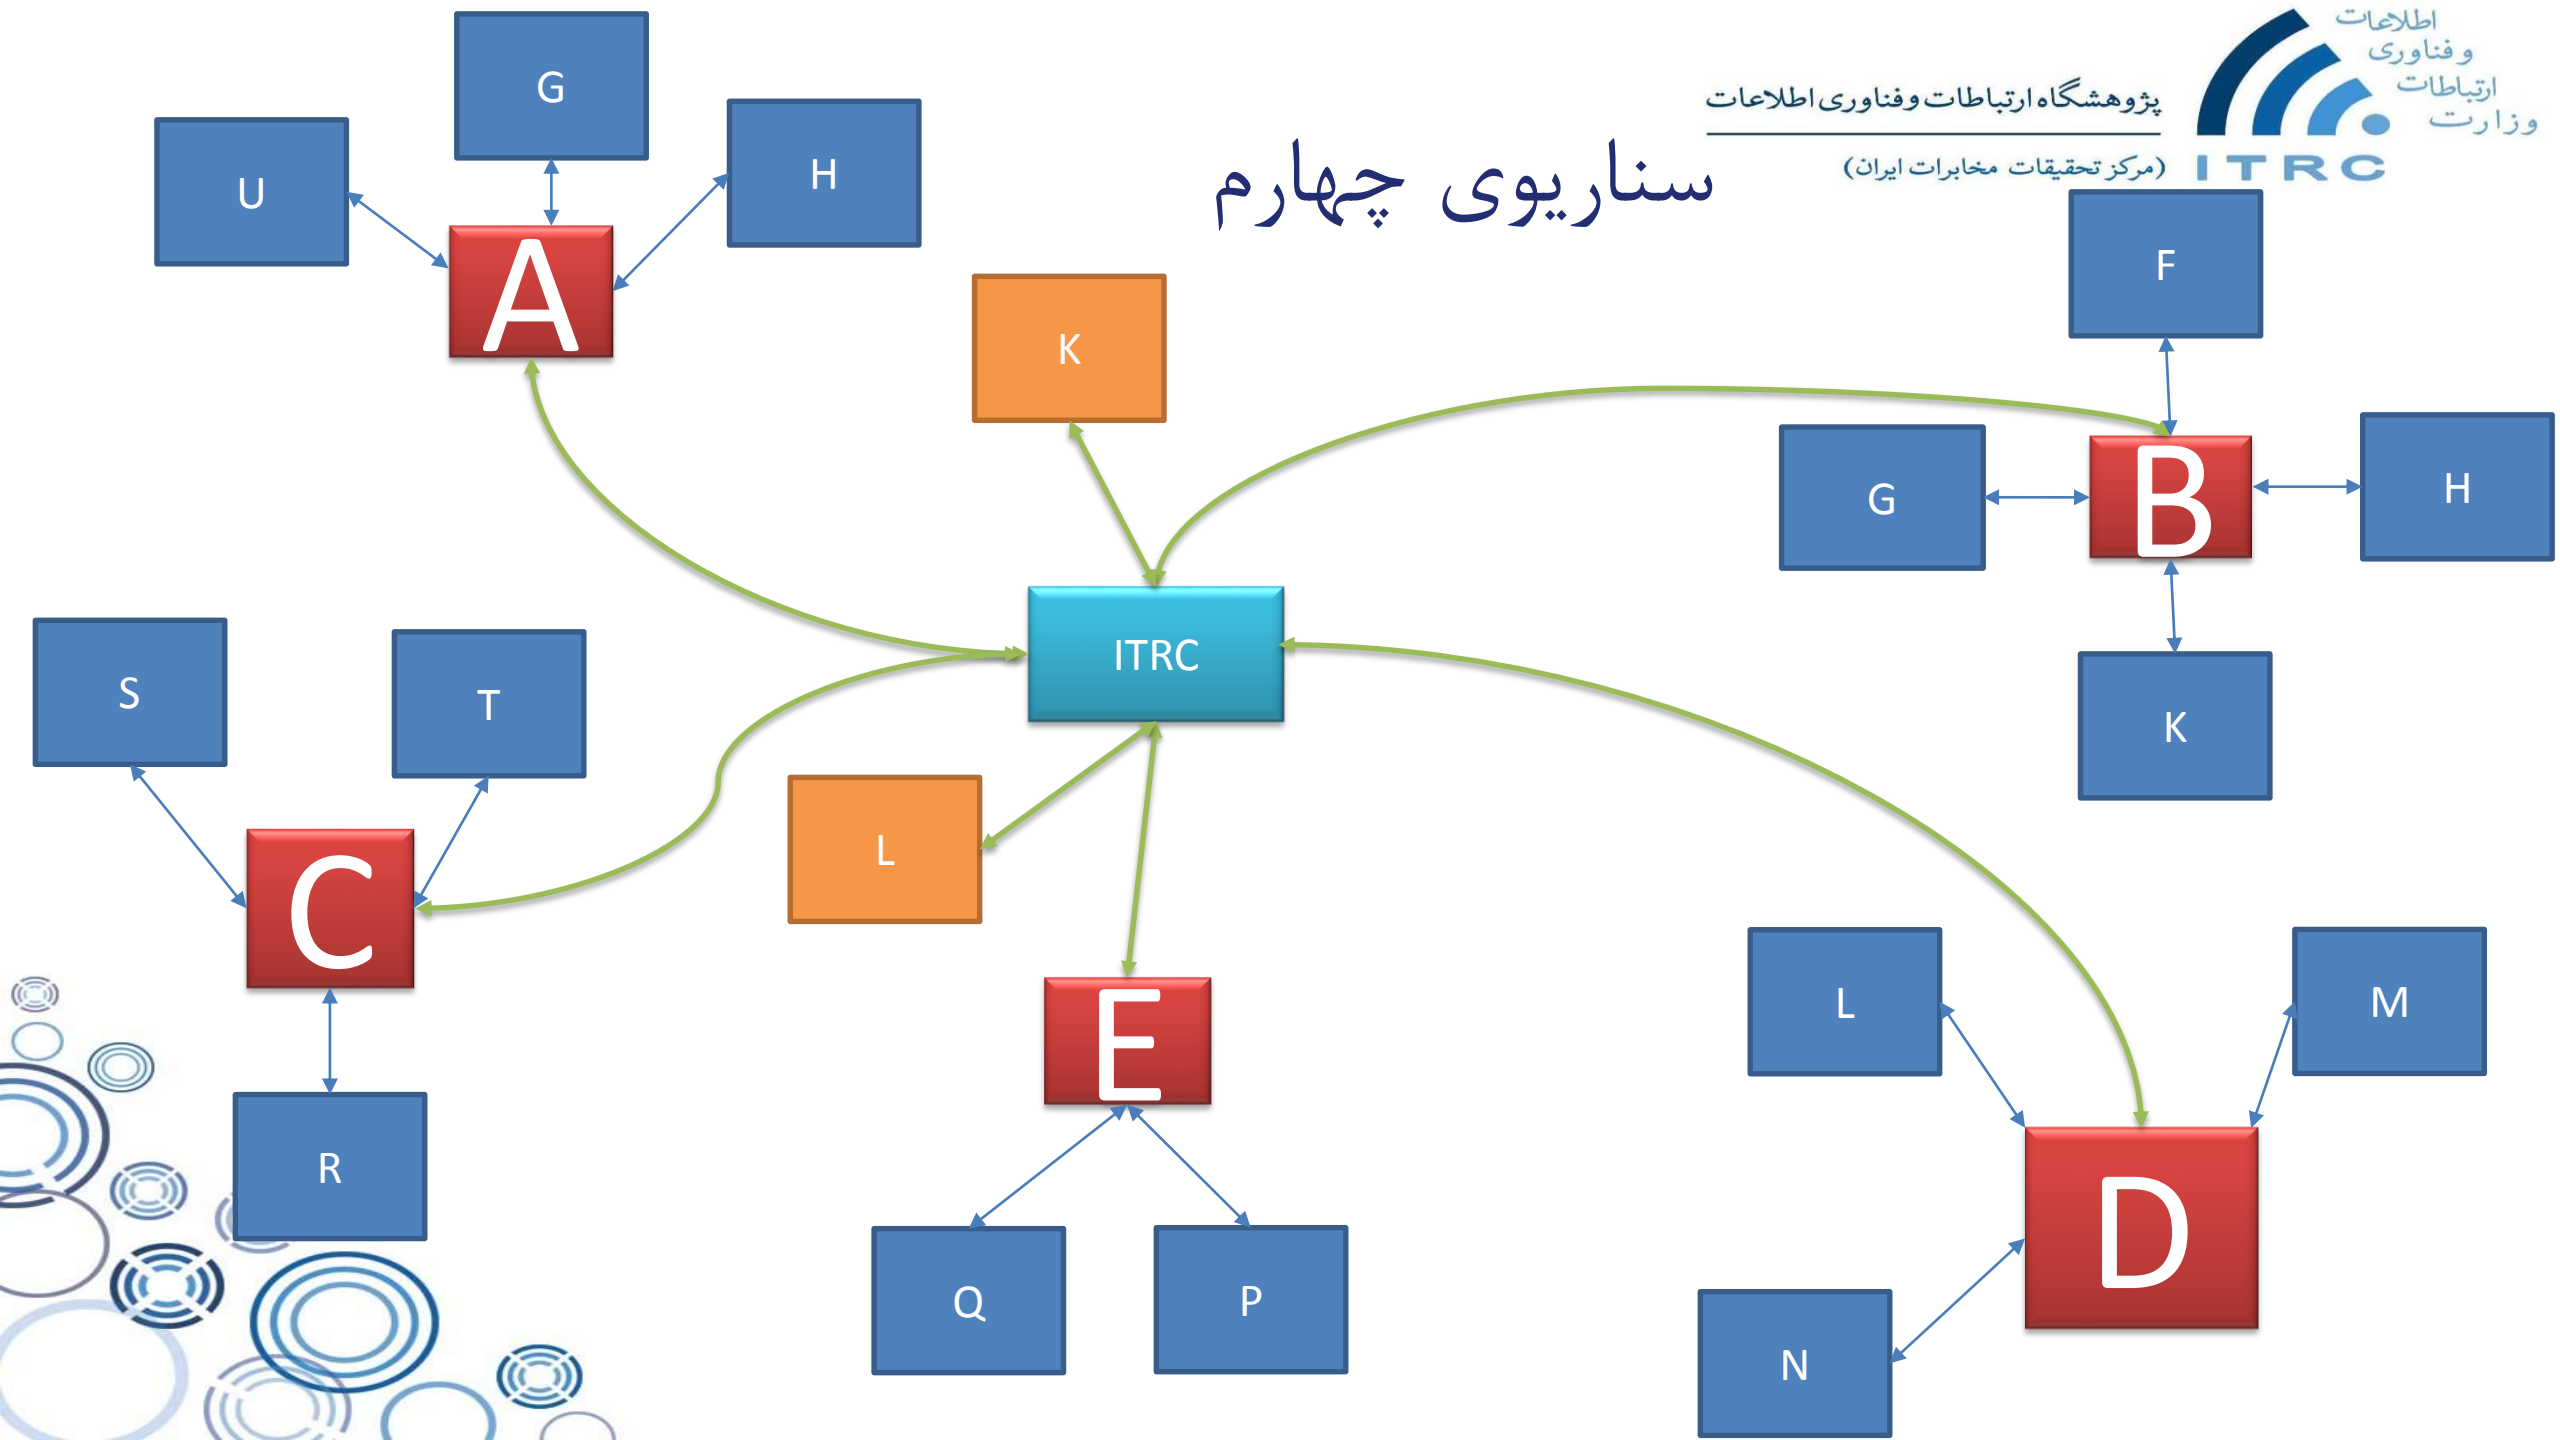 اطلاعات
و فناوری
ارتباطات
وزارت
پژوهشگاه ارتباطات و فناوری اطلاعات
(مرکز تحقیقات مخابرات ایران)
ITRC
سناریوی چهارم
G
U
H
A
K
F
B
G
H
K
ITRC
S
T
C
R
L
E
Q
P
L
M
D
N